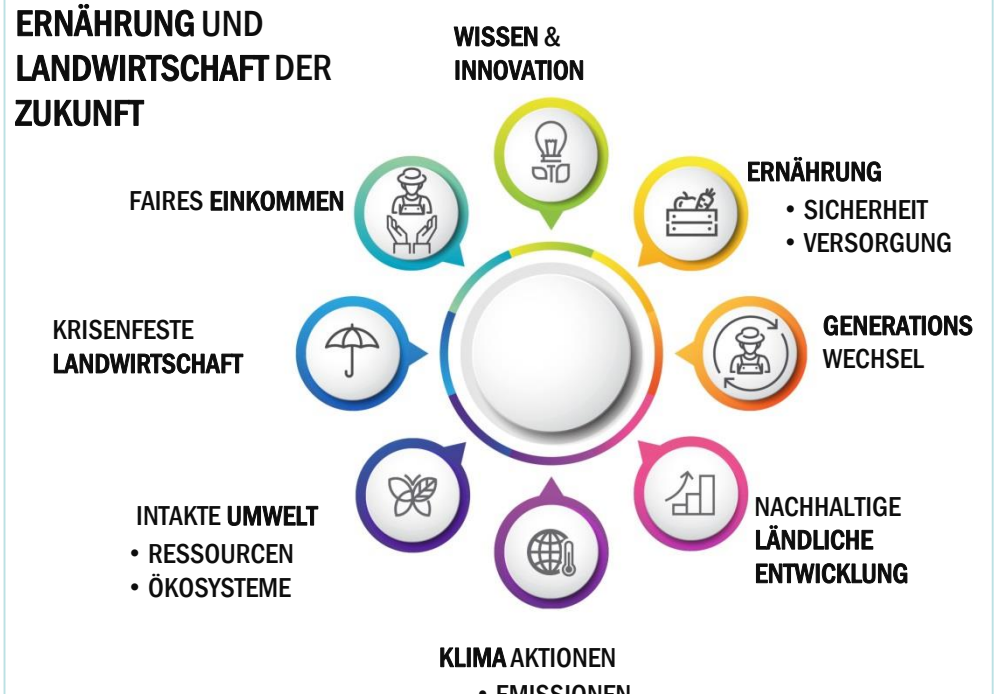 ERNÄHRUNG UND
LANDWIRTSCHAFT DER
ZUKUNFT
WISSEN &
INNOVATION
ERNÄHRUNG
• SICHERHEIT
• VERSORGUNG
FAIRES EINKOMMEN
KRISENFESTE
LANDWIRTSCHAFT
GENERATIONS
WECHSEL
INTAKTE UMWELT
• RESSOURCEN
• ÖKOSYSTEME
NACHHALTIGE
LÄNDLICHE
ENTWICKLUNG
KLIMA AKTIONEN
• EMISSIONEN